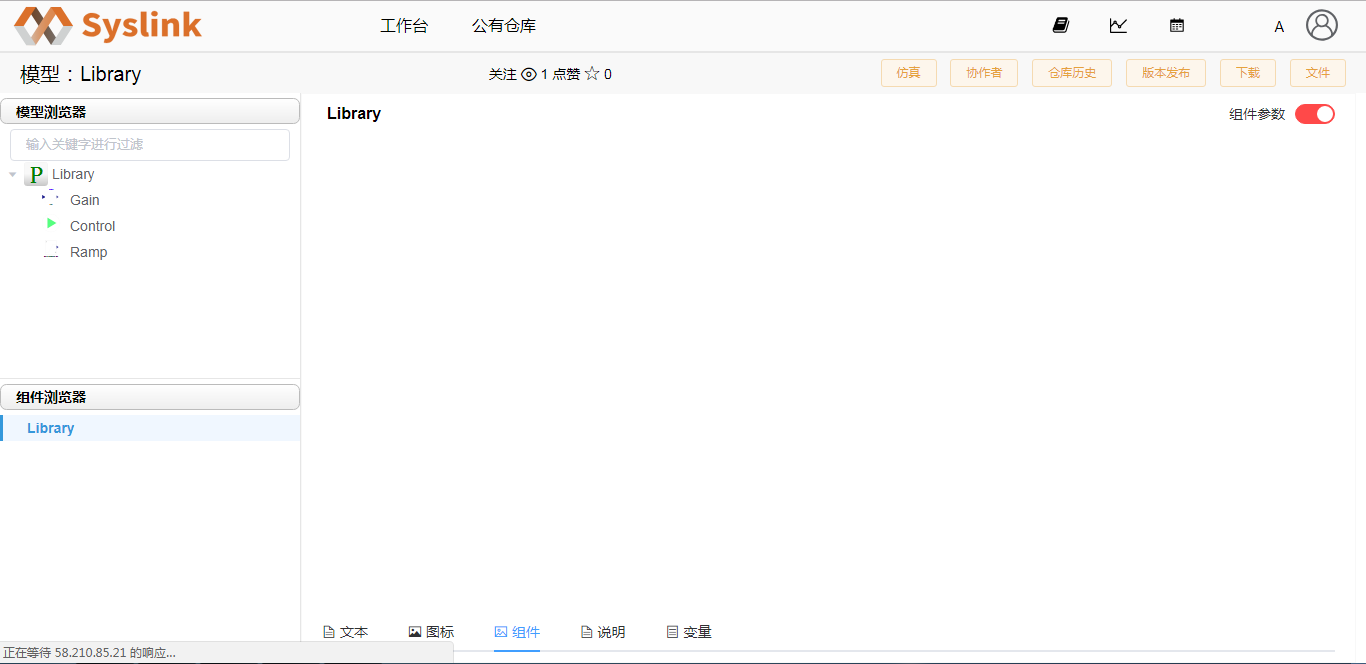 Syslink 工作台 公有仓库 A
模型：Library 关注 1 点赞 0 仿真 协作者 仓库历史 版本发布 下载 文件
模型浏览器
Library 组件参数
输入关键字进行过滤
P Library
Gain
Control
Ramp
组件浏览器
Library
文本 图标 组件 说明 变量
正在等待 58.210.85.21 的响应...